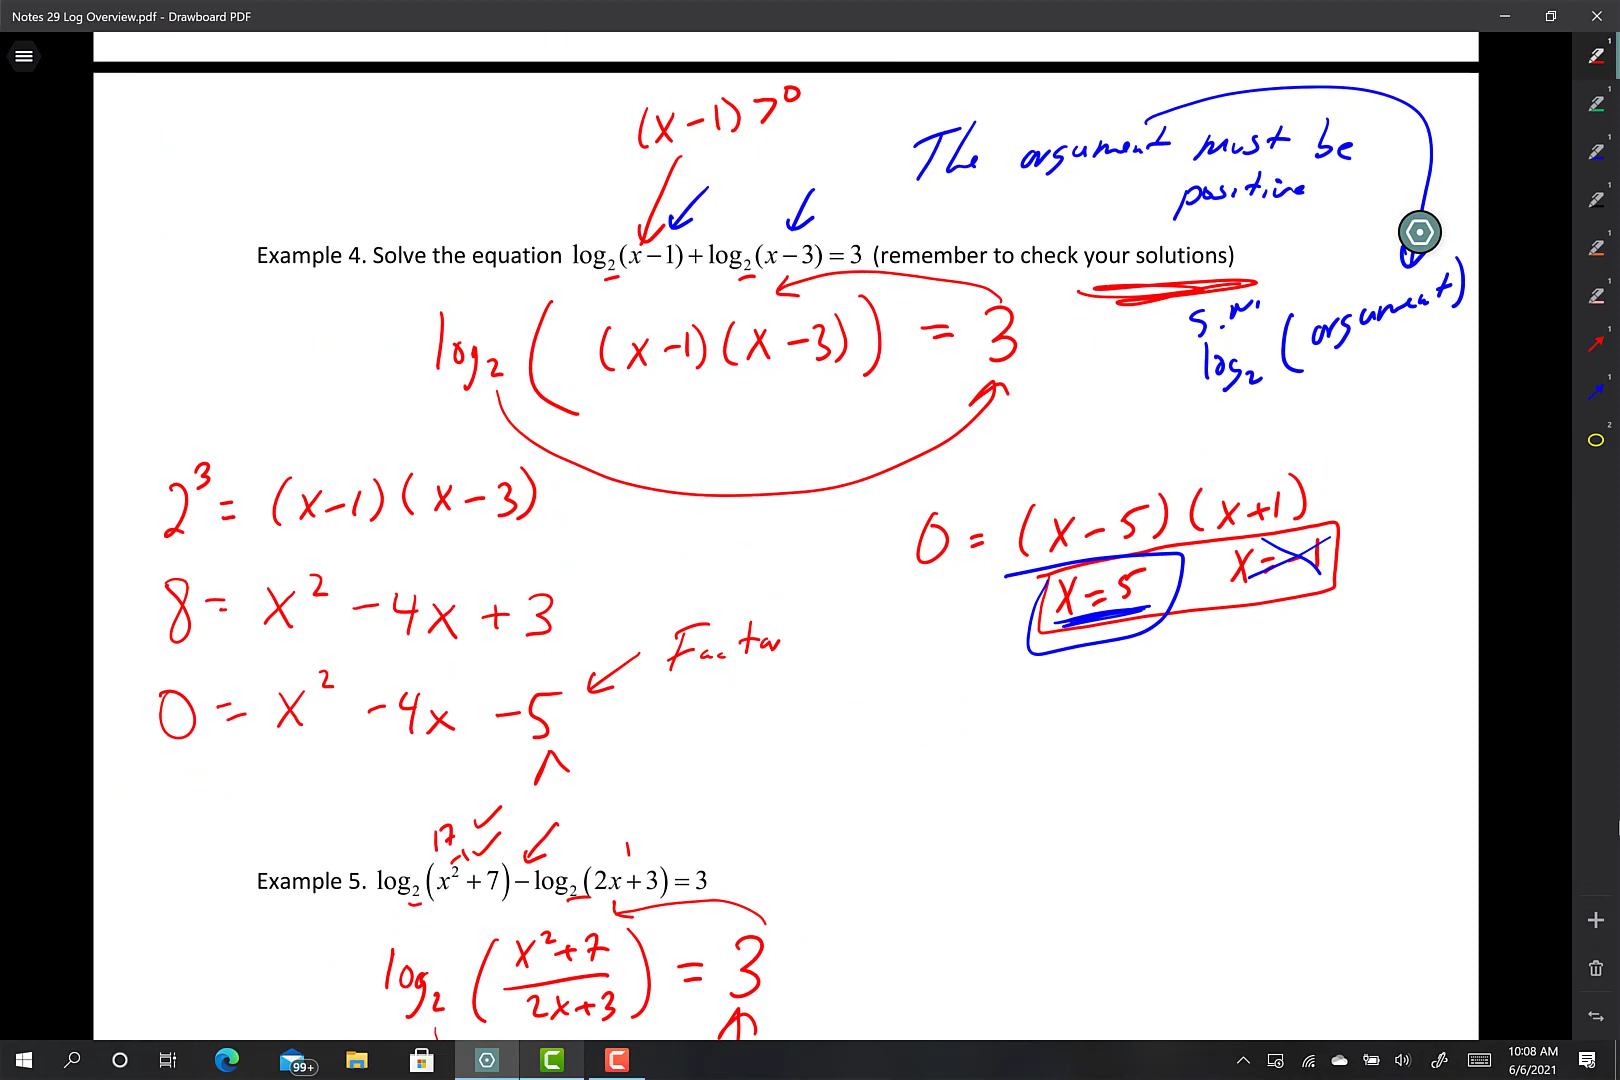 Notes 29 Log Overview.pdf - Drawboard PDF
(x-1) > 0
The argument must be
positive
Example 4. Solve the equation log₂(x−1)+log₂(x−3)=3 (remember to check your solutions)
log₂((x-1)(x-3)) = 3
log₂(argument)
2³ = (x-1)(x-3)
0 = (x-5)(x+1)
x=5 x=-1
8 = x² -4x +3
Factor
0 = x² -4x -5
17
-1
1
Example 5. log₂(x²+7)−log₂(2x+3)=3
log₂(x²+7/2x+3) = 3
99+
10:08 AM
6/6/2021